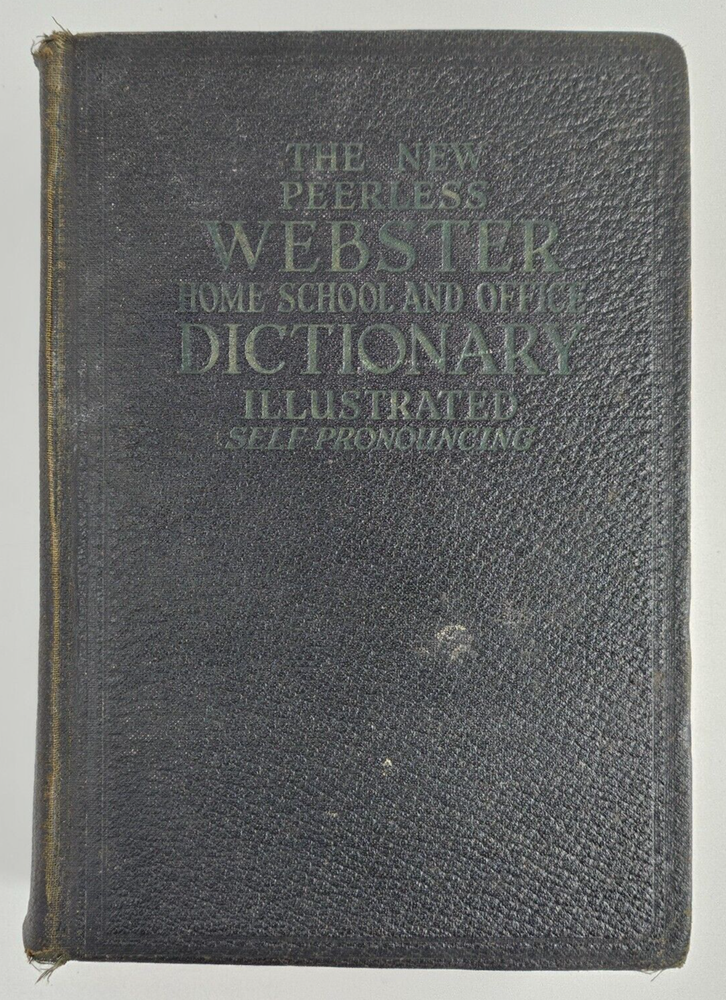 THE NEW
PEERLESS
WEBSTER
HOME SCHOOL AND OFFICE
DICTIONARY
ILLUSTRATED
SELF PRONOUNCING